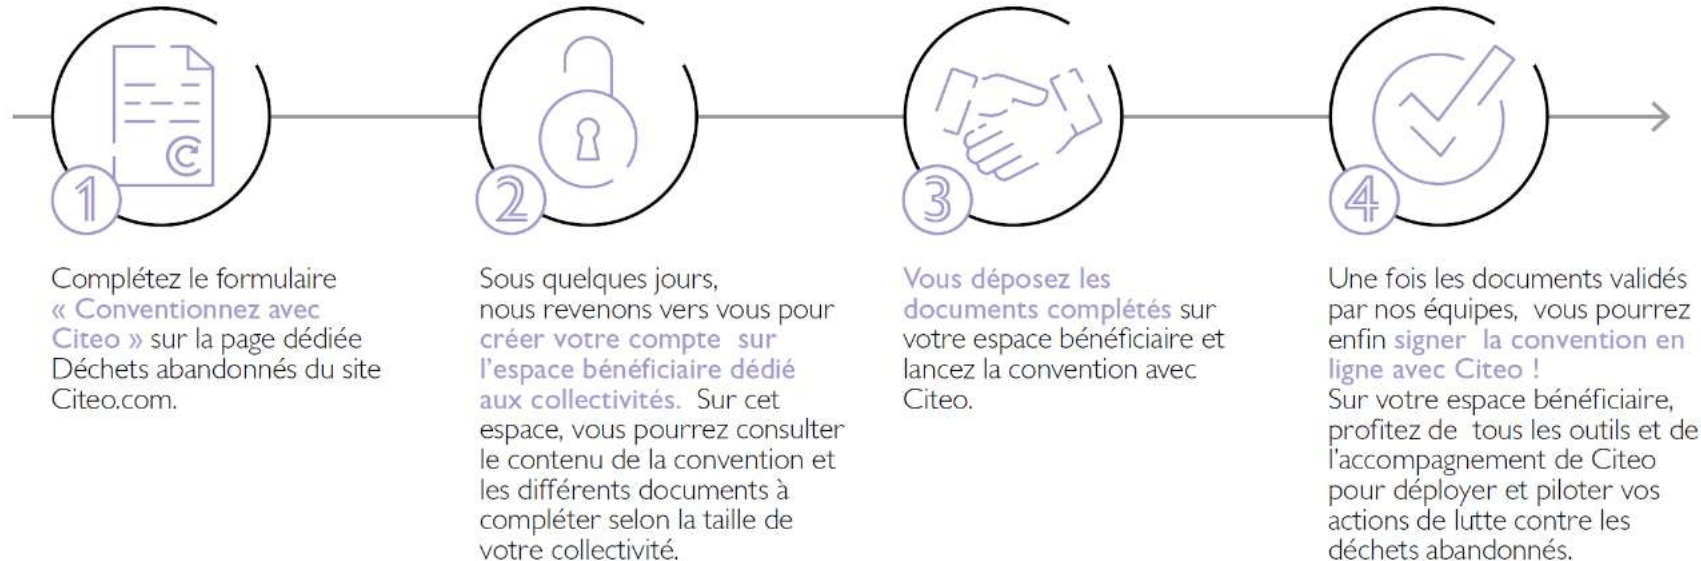 1
Complétez le formulaire
« Conventionnez avec
Citeo » sur la page dédiée
Déchets abandonnés du site
Citeo.com.
2
Sous quelques jours,
nous revenons vers vous pour
créer votre compte sur
l'espace bénéficiaire dédié
aux collectivités. Sur cet
espace, vous pourrez consulter
le contenu de la convention et
les différents documents à
compléter selon la taille de
votre collectivité.
3
Vous déposez les
documents complétés sur
votre espace bénéficiaire et
lancez la convention avec
Citeo.
4
Une fois les documents validés
par nos équipes, vous pourrez
enfin signer la convention en
ligne avec Citeo !
Sur votre espace bénéficiaire,
profitez de tous les outils et de
l'accompagnement de Citeo
pour déployer et piloter vos
actions de lutte contre les
déchets abandonnés.